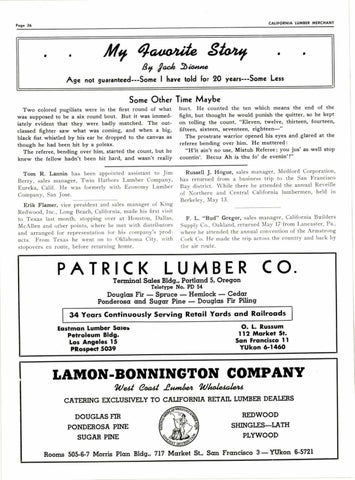 Page 26
CALIFORNIA LUMBER MERCHANT
My Favorite Story
By Jack Dionne
Age not guaranteed---Some I have told for 20 years---Some Less
Some Other Time Maybe
Two colored pugilists were in the first round of what
was supposed to be a six round bout. But it was immed-
iately evident that they were badly matched. The out-
classed fighter saw what was coming, and when a big,
black fist whistled by his ear he dropped to the canvas as
though he had been hit by a poleax.
The referee, bending over him, started the count, but he
knew the fellow hadn't been hit hard, and wasn't really
hurt. He counted the ten which means the end of the
fight, but thought he would punish the quitter, so he kept
on tolling the count. "Eleven, twelve, thirteen, fourteen,
fifteen, sixteen, seventeen, eighteen—"
The prostrate warrior opened his eyes and glared at the
referee bending over him. He muttered:
"If it's ain't no use, Mistuh Referee; you jus' as well stop
countin'. Becuz Ah is thu fo' de evenin'!"
Tom R. Lannin has been appointed assistant to Jim
Berry, sales manager, Twin Harbors Lumber Company,
Eureka, Calif. He was formerly with Economy Lumber
Company, San Jose.
Erik Flamer, vice president and sales manager of King
Redwood, Inc., Long Beach, California, made his first visit
to Texas last month, stopping over at Houston, Dallas,
McAllen and other points, where he met with distributors
and arranged for representation for his company's prod-
ucts. From Texas he went on to Oklahoma City, with
stopovers en route, before returning home.
Russell J. Hogue, sales manager, Medford Corporation,
has returned from a business trip to the San Francisco
Bay district. While there he attended the annual Reveille
of Northern and Central California lumbermen, held in
Berkeley, May 13.
F. L. "Bud" Gregor, sales manager, California Builders
Supply Co., Oakland, returned May 17 from Lancaster, Pa.,
where he attended the annual convention of the Armstrong
Cork Co. He made the trip across the country and back by
the air route.
PATRICK LUMBER CO.
Terminal Sales Bldg., Portland 5, Oregon
Teletype No. PD 54
Douglas Fir — Spruce — Hemlock — Cedar
Ponderosa and Sugar Pine — Douglas Fir Piling
34 Years Continuously Serving Retail Yards and Railroads
Eastman Lumber Sales
Petroleum Bldg.
Los Angeles 15
PRospect 5039
O. L. Russum
112 Market St.
San Francisco 11
YUkon 6-1460
LAMON-BONNINGTON COMPANY
West Coast Lumber Wholesalers
CATERING EXCLUSIVELY TO CALIFORNIA RETAIL LUMBER DEALERS
DOUGLAS FIR
PONDEROSA PINE
SUGAR PINE
REDWOOD
SHINGLES—LATH
PLYWOOD
Rooms 505-6-7 Morris Plan Bldg., 717 Market St., San Francisco 3 — YUkon 6-5721